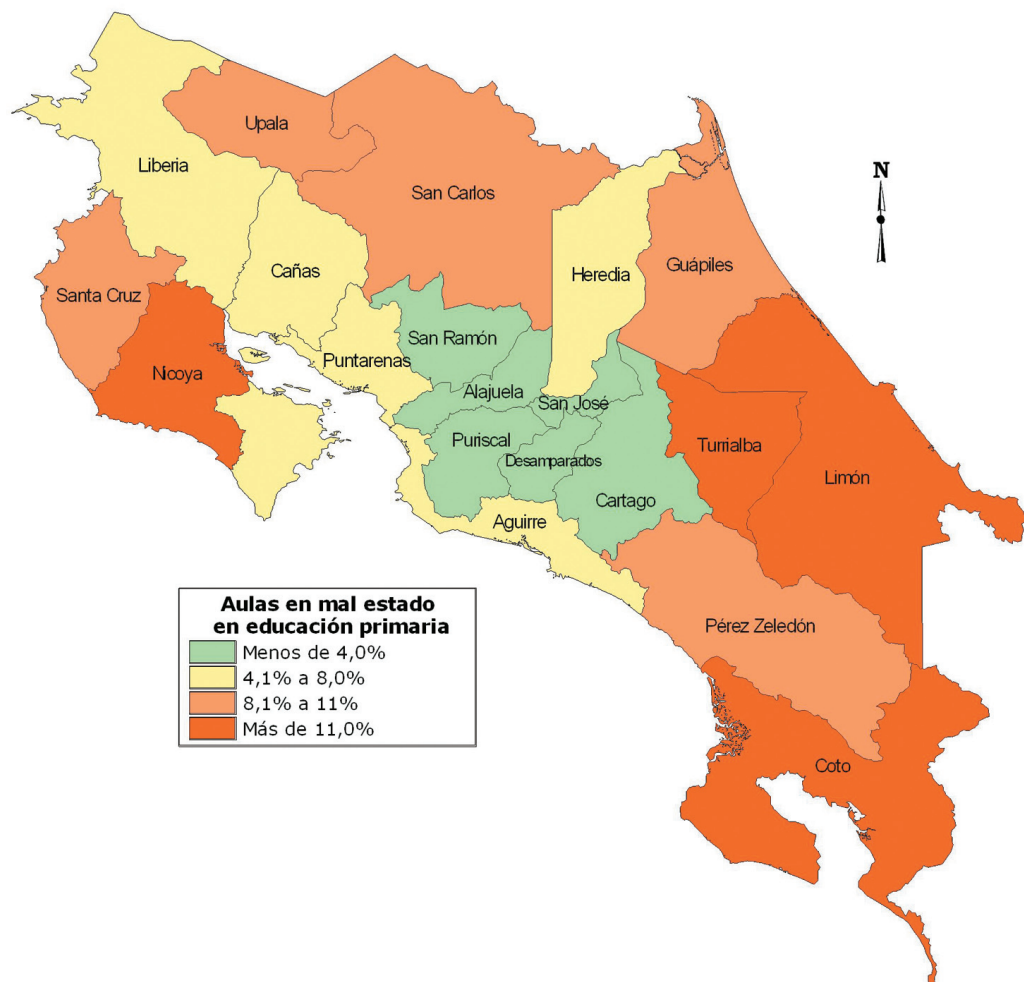 N
Upala
Liberia
San Carlos
Cañas
Heredia
Guápiles
Santa Cruz
San Ramón
Puntarenas
Nicoya
Alajuela
San José
Puriscal
Desamparados
Turrialba
Limón
Cartago
Aguirre
Pérez Zeledón
Coto
Aulas en mal estado
en educación primaria
Menos de 4,0%
4,1% a 8,0%
8,1% a 11%
Más de 11,0%